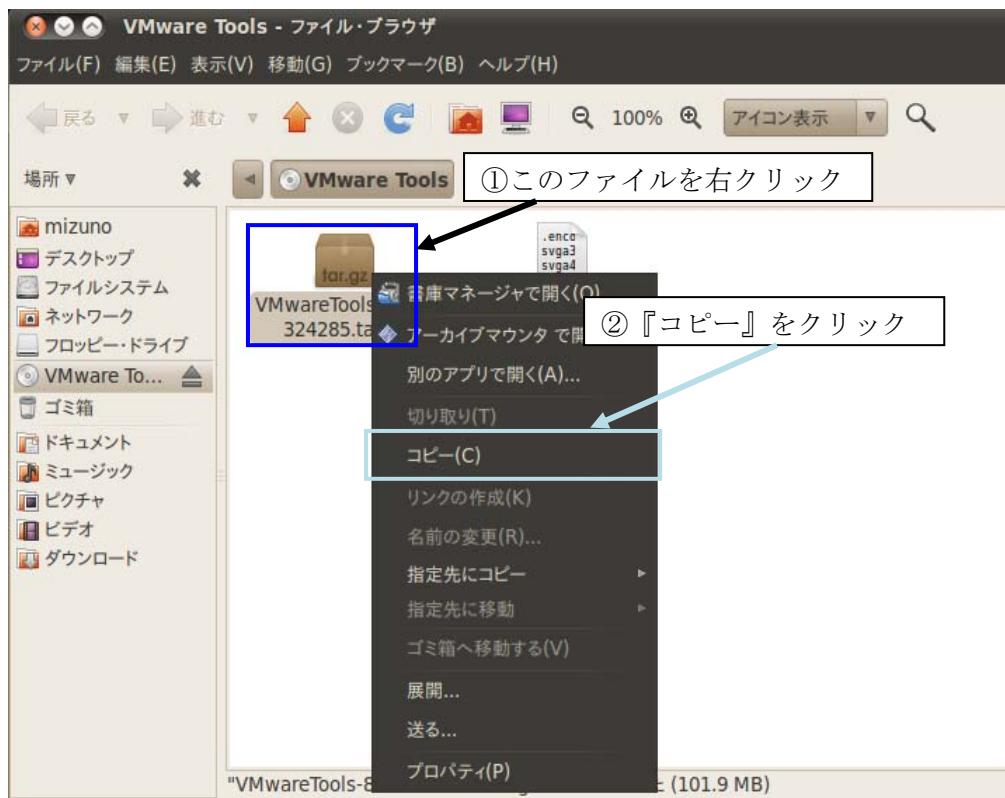 VMware Tools - ファイル・ブラウザ
ファイル(F) 編集(E) 表示(V) 移動(G) ブックマーク(B) ヘルプ(H)
戻る 進む 100% アイコン表示
場所 VMware Tools
①このファイルを右クリック
mizuno
デスクトップ
ファイルシステム
ネットワーク
フロッピー・ドライブ
VMware To...
ゴミ箱
ドキュメント
ミュージック
ピクチャ
ビデオ
ダウンロード
tar.gz
VMwareTools
324285.ta
.enco
svga3
svga4
書庫マネージャで開く(O)
②『コピー』をクリック
アーカイブマウンタ で開
別のアプリで開く(A)...
切り取り(T)
コピー(C)
リンクの作成(K)
名前の変更(R)...
指定先にコピー
指定先に移動
ゴミ箱へ移動する(V)
展開...
送る...
プロパティ(P)
"VMwareTools-8 (101.9 MB)